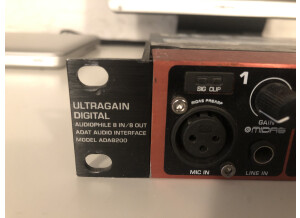 ULTRAGAIN
DIGITAL
AUDIOPHILE 8 IN/8 OUT
ADAT AUDIO INTERFACE
MODEL ADA8200
SIG CLIP
1
MIDAS PREAMP
GAIN
MIDAS
MIC IN
LINE IN